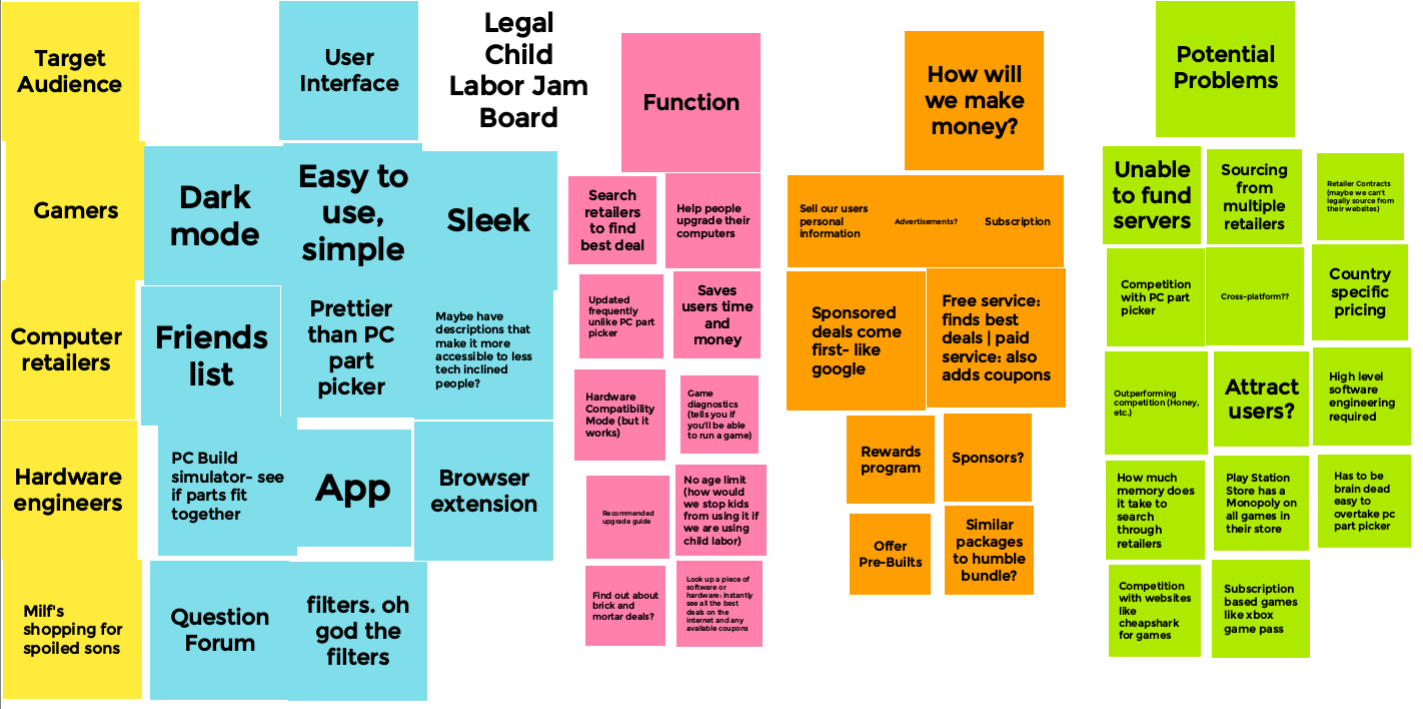 Target
Audience
Gamers
Computer
retailers
Hardware
engineers
Milf's
shopping for
spoiled sons
User
Interface
Dark
mode
Easy to
use,
simple
Sleek
Friends
list
Prettier
than PC
part
picker
Maybe have
descriptions that
make it more
accessible to less
tech inclined
people?
PC Build
simulator- see
if parts fit
together
App
Browser
extension
Question
Forum
filters. oh
god the
filters
Legal
Child
Labor Jam
Board
Function
Search
retailers
to find
best deal
Help people
upgrade their
computers
Updated
frequently
unlike PC part
picker
Saves
users time
and
money
Hardware
Compatibility
Mode (but it
works)
Game
diagnostics
(tells you if
you'll be able
to run a game)
Recommended
upgrade guide
No age limit
(how would
we stop kids
from using it if
we are using
child labor)
Find out about
brick and
mortar deals?
Look up a piece of
software or
hardware: instantly
see all the best
deals on the
internet and any
available coupons
How will
we make
money?
Sell our users
personal
information
Advertisements?
Subscription
Sponsored
deals come
first- like
google
Free service:
finds best
deals | paid
service: also
adds coupons
Rewards
program
Sponsors?
Offer
Pre-Builts
Similar
packages to
humble
bundle?
Potential
Problems
Unable
to fund
servers
Sourcing
from
multiple
retailers
Retailer Contracts
(maybe we can't
legally source from
their websites)
Competition
with PC part
picker
Cross-platform??
Country
specific
pricing
Outperforming
competition (Honey,
etc.)
Attract
users?
High level
software
engineering
required
How much
memory does
it take to
search
through
retailers
Play Station
Store has a
Monopoly on
all games in
their store
Has to be
brain dead
easy to
overtake pc
part picker
Competition
with websites
like
cheapshark
for games
Subscription
based games
like xbox
game pass